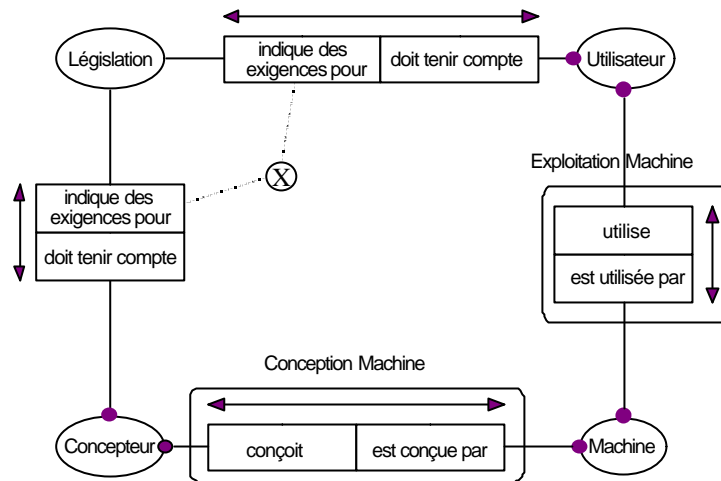 Législation
indique des
exigences pour
doit tenir compte
Utilisateur
X
Exploitation Machine
indique des
exigences pour
doit tenir compte
utilise
est utilisée par
Conception Machine
Concepteur
conçoit
est conçue par
Machine